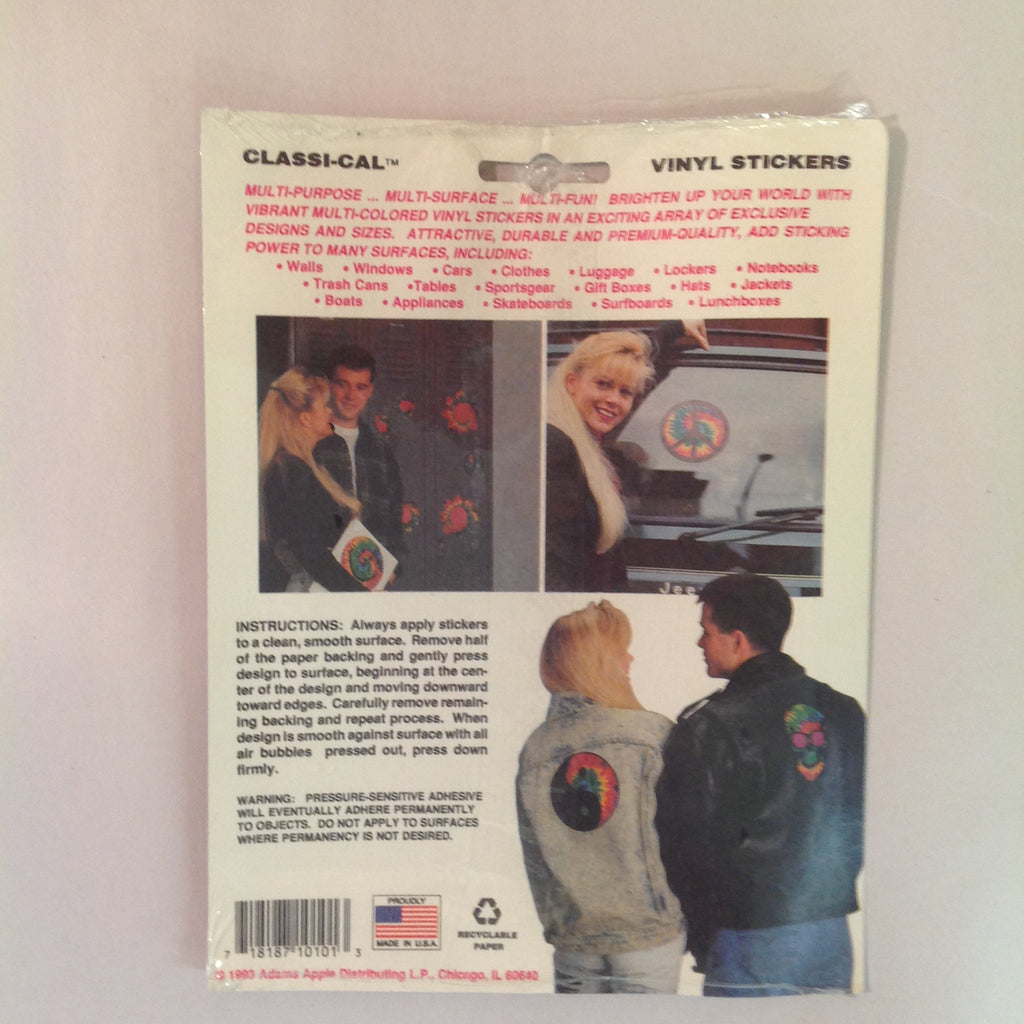 CLASSI-CAL™ VINYL STICKERS
MULTI-PURPOSE ... MULTI-SURFACE ... MULTI-FUN! BRIGHTEN UP YOUR WORLD WITH
VIBRANT MULTI-COLORED VINYL STICKERS IN AN EXCITING ARRAY OF EXCLUSIVE
DESIGNS AND SIZES. ATTRACTIVE, DURABLE AND PREMIUM-QUALITY, ADD STICKING
POWER TO MANY SURFACES, INCLUDING:
• Walls • Windows • Cars • Clothes • Luggage • Lockers • Notebooks
• Trash Cans •Tables • Sportsgear • Gift Boxes • Hats • Jackets
• Boats • Appliances • Skateboards • Surfboards • Lunchboxes
Jee
INSTRUCTIONS: Always apply stickers
to a clean, smooth surface. Remove half
of the paper backing and gently press
design to surface, beginning at the cen-
ter of the design and moving downward
toward edges. Carefully remove remain-
ing backing and repeat process. When
design is smooth against surface with all
air bubbles pressed out, press down
firmly.
WARNING: PRESSURE-SENSITIVE ADHESIVE
WILL EVENTUALLY ADHERE PERMANENTLY
TO OBJECTS. DO NOT APPLY TO SURFACES
WHERE PERMANENCY IS NOT DESIRED.
PROUDLY
MADE IN U.S.A.
RECYCLABLE
PAPER
7 18187 10101 3
© 1993 Adams Apple Distributing L.P., Chicago, IL 60640